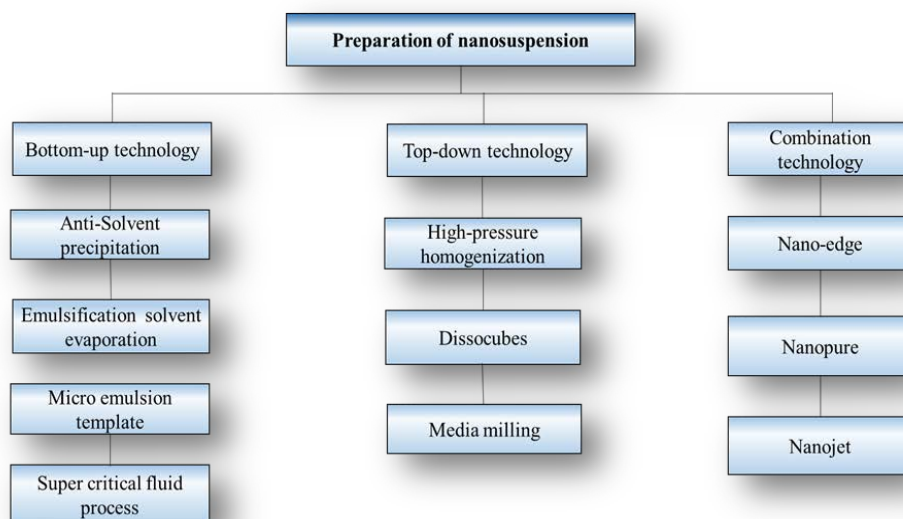 Preparation of nanosuspension
Bottom-up technology
Anti-Solvent
precipitation
Emulsification solvent
evaporation
Micro emulsion
template
Super critical fluid
process
Top-down technology
High-pressure
homogenization
Dissocubes
Media milling
Combination
technology
Nano-edge
Nanopure
Nanojet